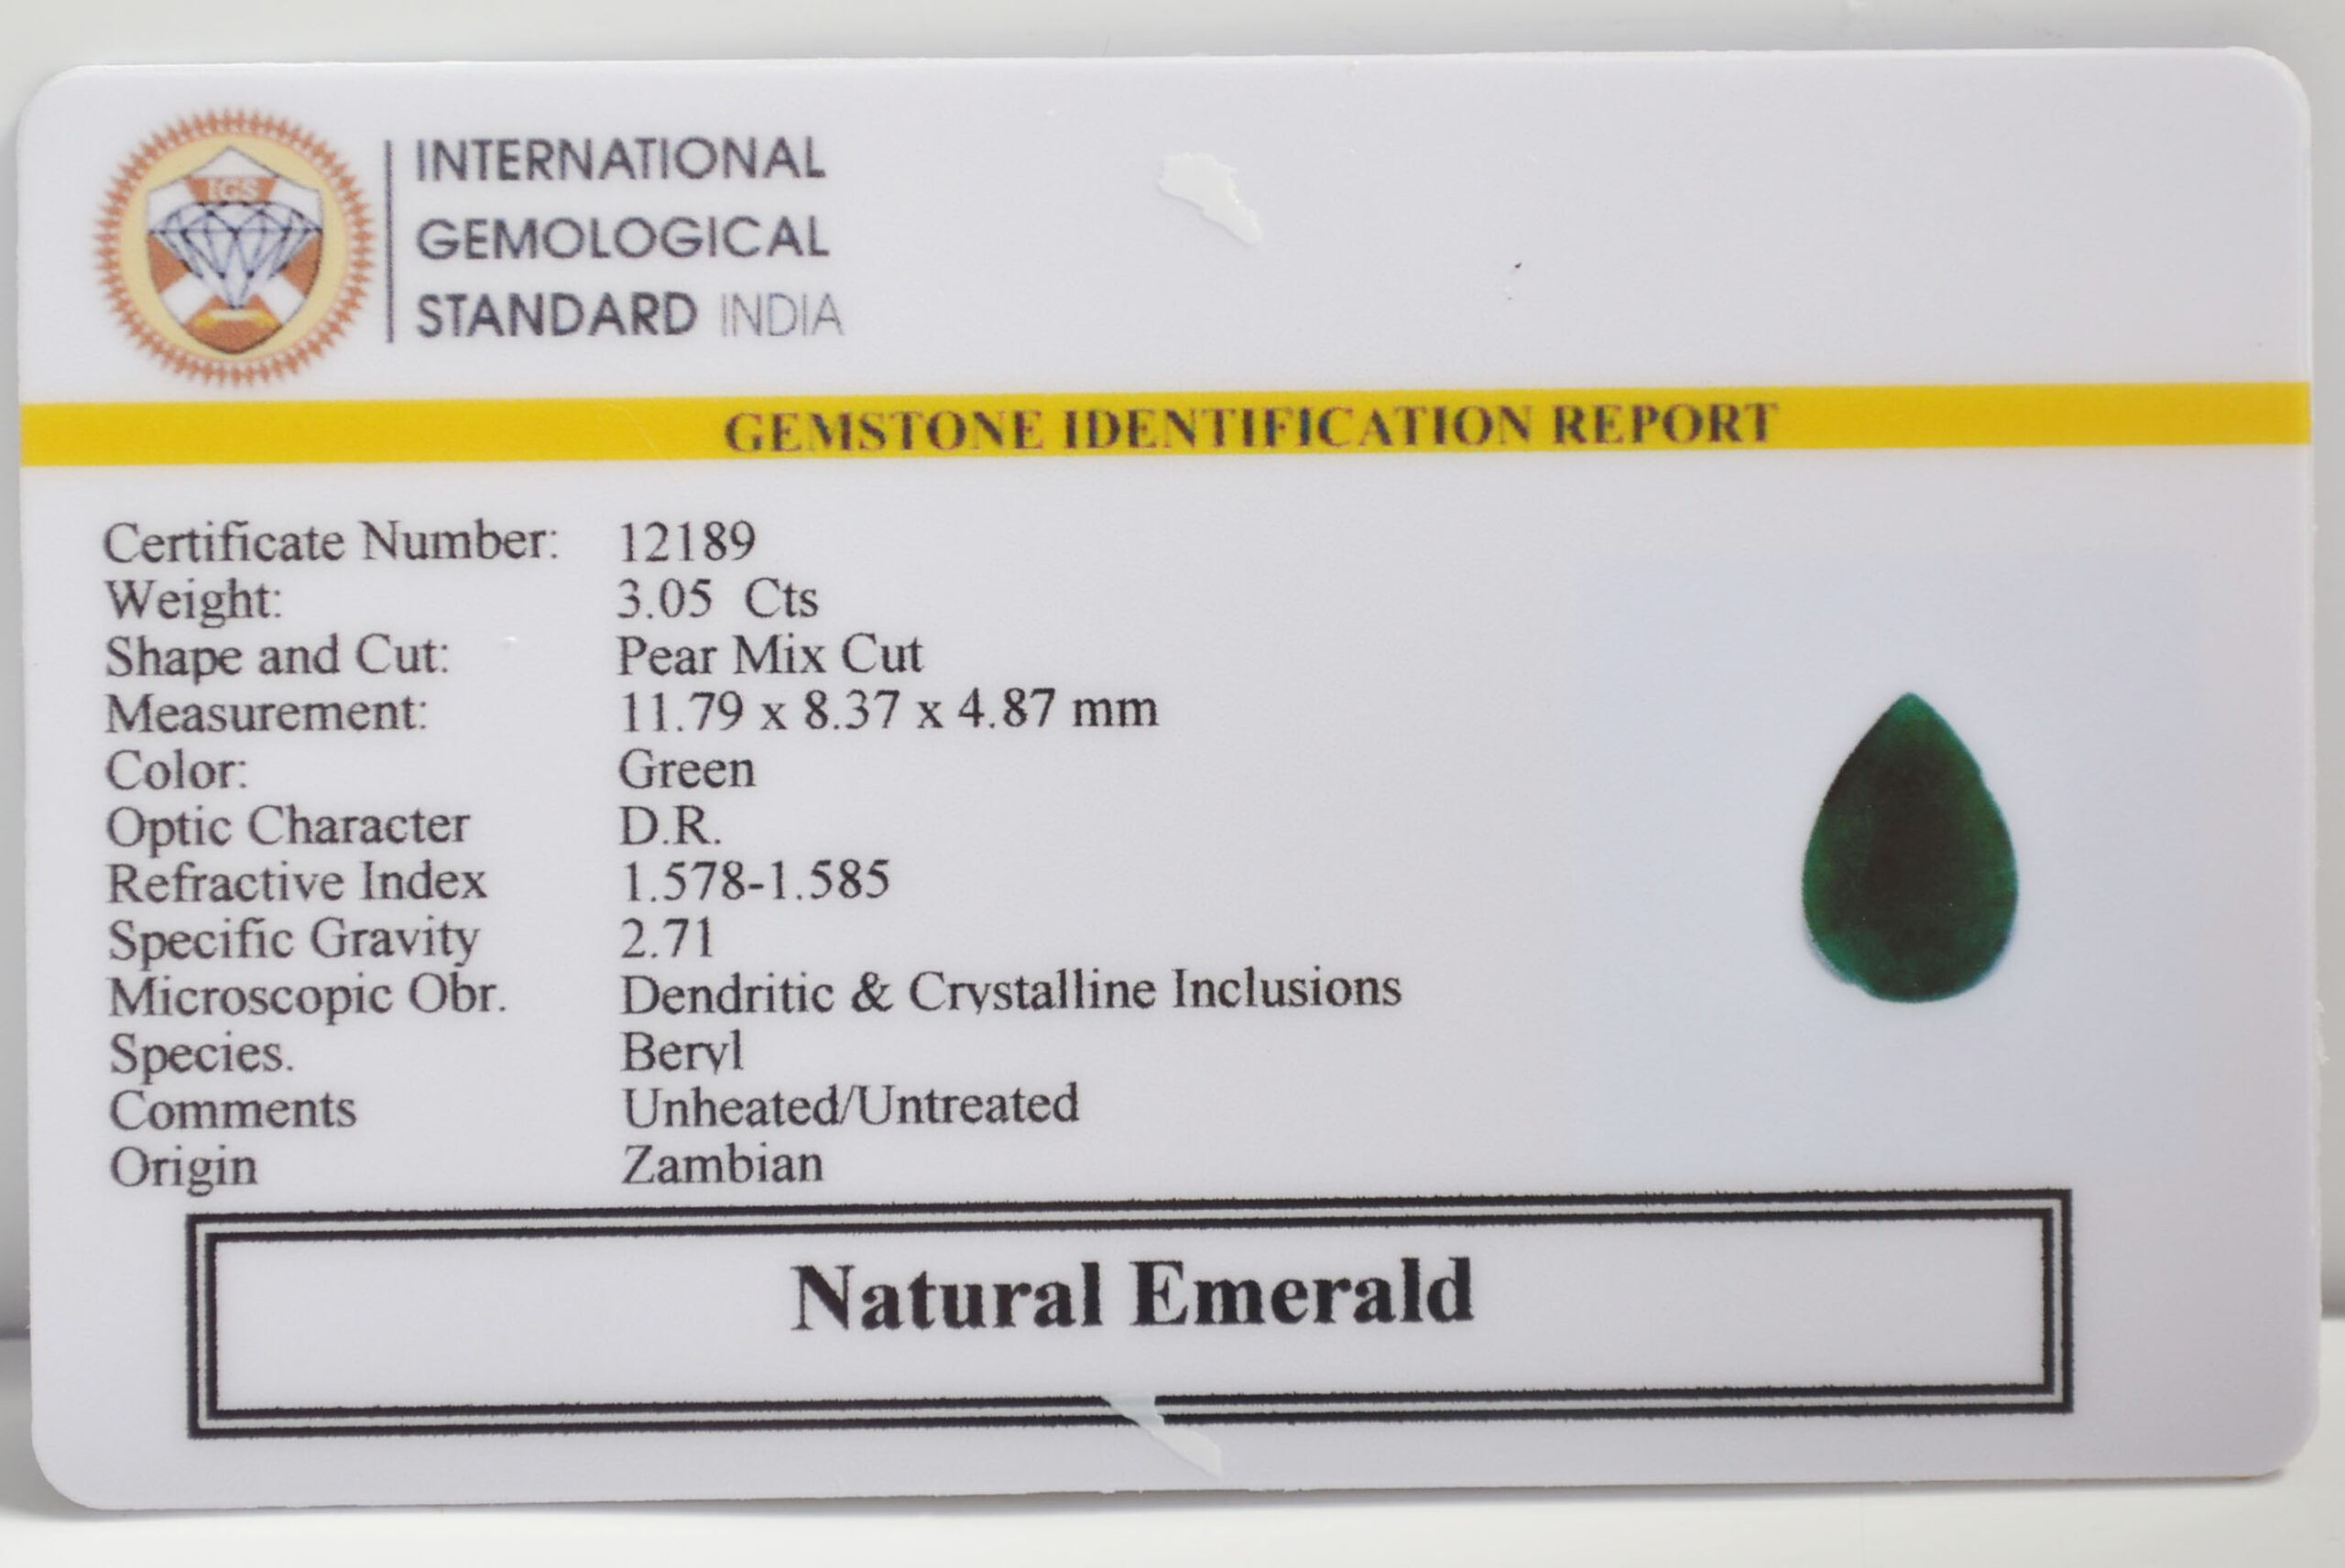 IGS
INTERNATIONAL
GEMOLOGICAL
STANDARD INDIA
GEMSTONE IDENTIFICATION REPORT
Certificate Number: 12189
Weight: 3.05 Cts
Shape and Cut: Pear Mix Cut
Measurement: 11.79 x 8.37 x 4.87 mm
Color: Green
Optic Character D.R.
Refractive Index 1.578-1.585
Specific Gravity 2.71
Microscopic Obr. Dendritic & Crystalline Inclusions
Species. Beryl
Comments Unheated/Untreated
Origin Zambian
Natural Emerald